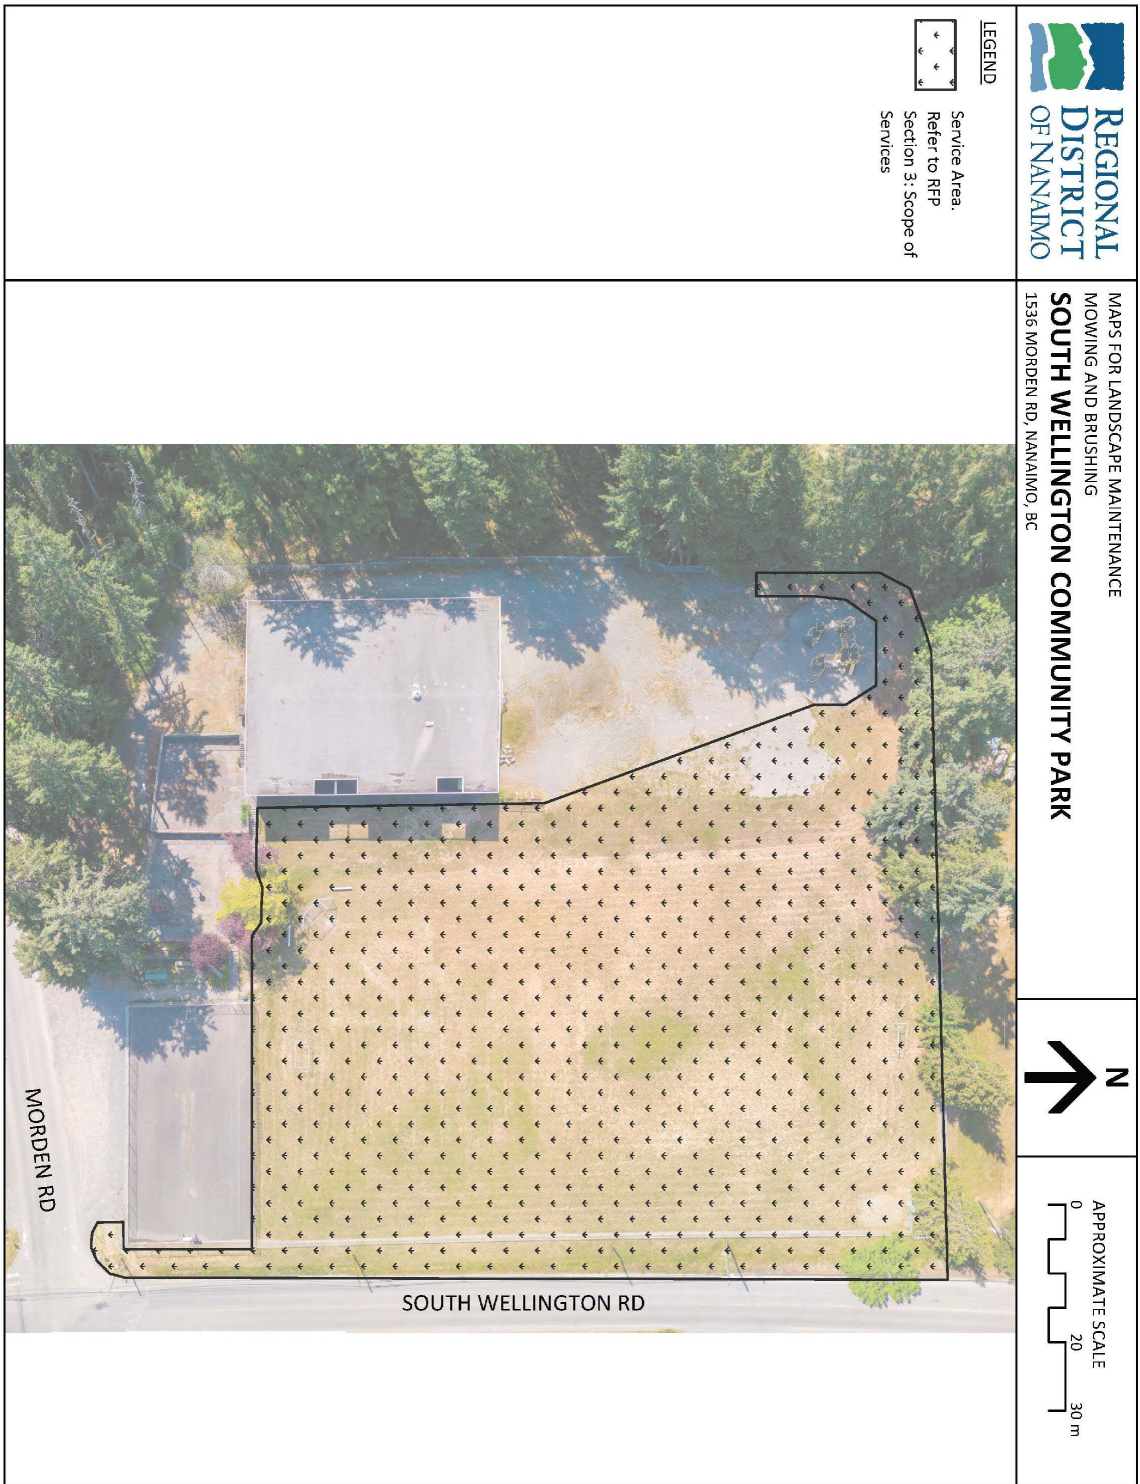 REGIONAL
DISTRICT
OF NANAIMO
MAPS FOR LANDSCAPE MAINTENANCE
MOWING AND BRUSHING
SOUTH WELLINGTON COMMUNITY PARK
1536 MORDEN RD, NANAIMO, BC
N
APPROXIMATE SCALE
0 20 30 m
LEGEND
Service Area.
Refer to RFP
Section 3: Scope of
Services
MORDEN RD
SOUTH WELLINGTON RD